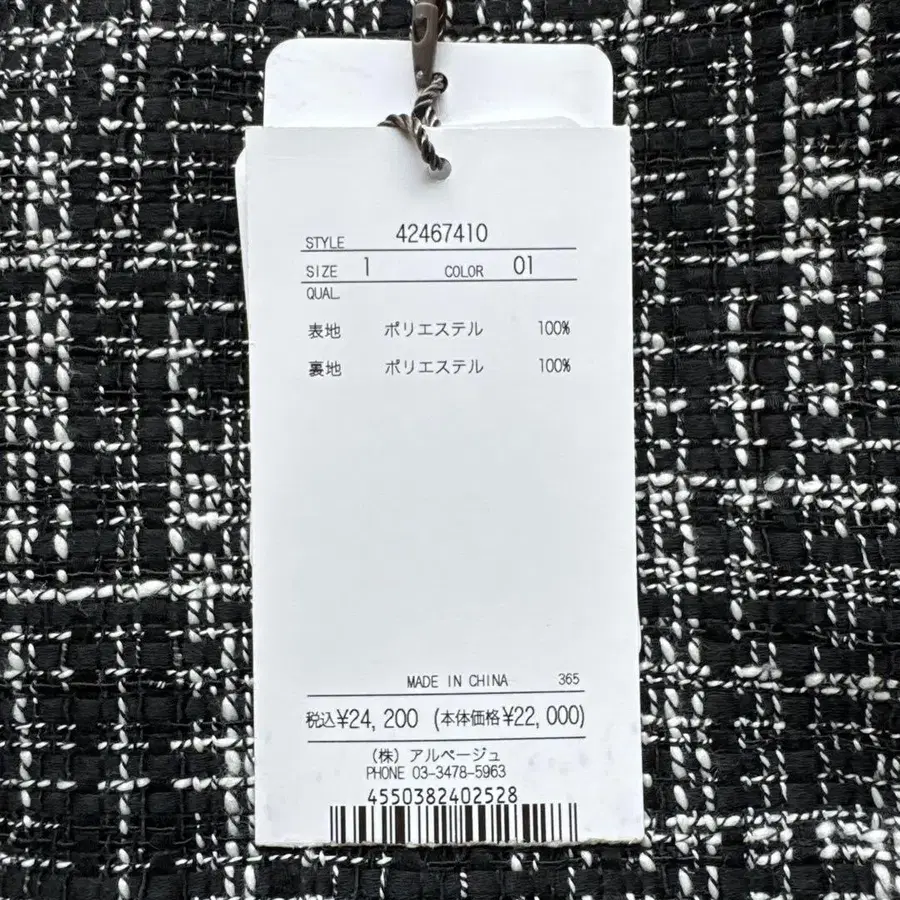 STYLE 42467410
SIZE 1 COLOR 01
QUAL.
表地 ポリエステル 100%
裏地 ポリエステル 100%
MADE IN CHINA 365
税込¥24,200 (本体価格¥22,000)
(株) アルページュ
PHONE 03-3478-5963
4550382402528